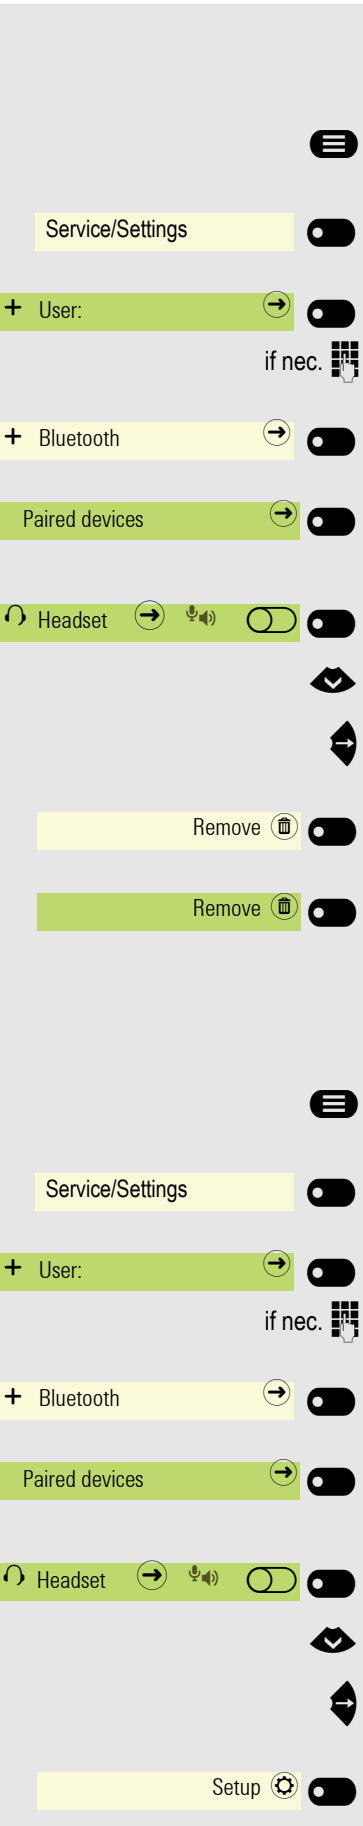 Service/Settings
+ User:
if nec.
+ Bluetooth
Paired devices
Headset
Remove
Remove
Service/Settings
+ User:
if nec.
+ Bluetooth
Paired devices
Headset
Setup